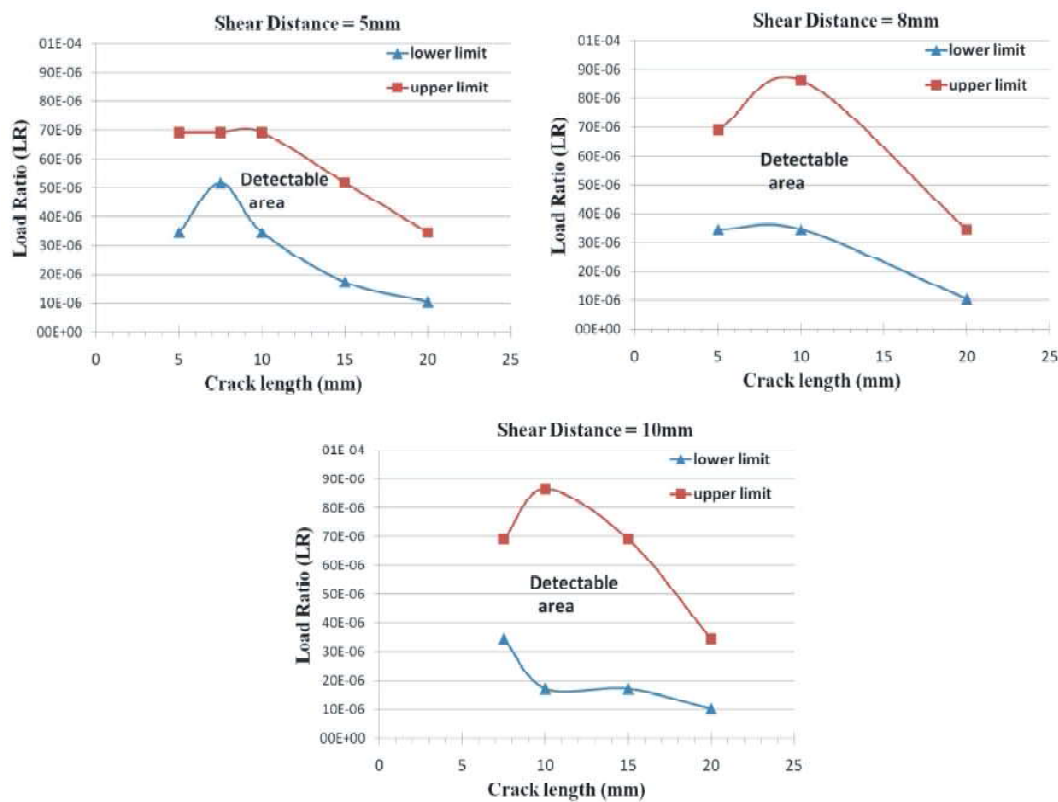 Shear Distance = 5mm
01E-04
90E-06
80E-06
70E-06
60E-06
50E-06
40E-06
30E-06
20E-06
10E-06
00E+00
Load Ratio (LR)
lower limit
upper limit
Detectable
area
0 5 10 15 20 25
Crack length (mm)
Shear Distance = 8mm
01E-04
90E-06
80E-06
70E-06
60E-06
50E-06
40E-06
30E-06
20E-06
10E-06
00E+00
Load Ratio (LR)
lower limit
upper limit
Detectable
area
0 5 10 15 20 25
Crack length (mm)
Shear Distance = 10mm
01E-04
90E-06
80E-06
70E-06
60E-06
50E-06
40E-06
30E-06
20E-06
10E-06
00E+00
Load Ratio (LR)
lower limit
upper limit
Detectable
area
0 5 10 15 20 25
Crack length (mm)